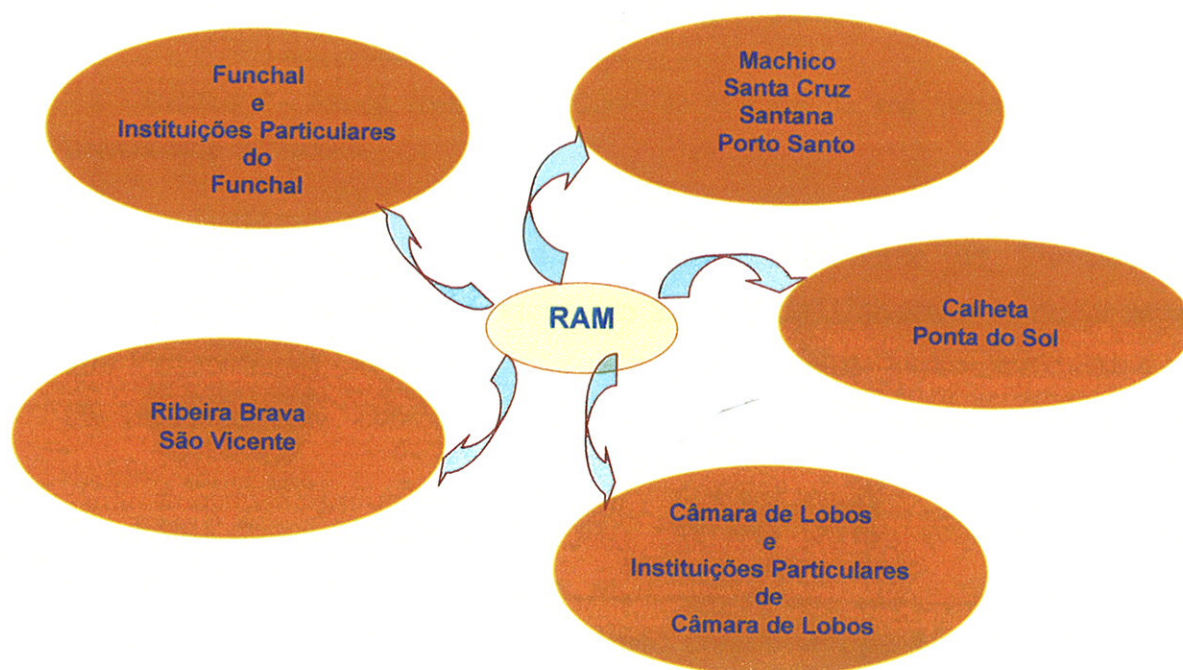 Funchal
e
Instituições Particulares
do
Funchal
Machico
Santa Cruz
Santana
Porto Santo
RAM
Calheta
Ponta do Sol
Ribeira Brava
São Vicente
Câmara de Lobos
e
Instituições Particulares
de
Câmara de Lobos